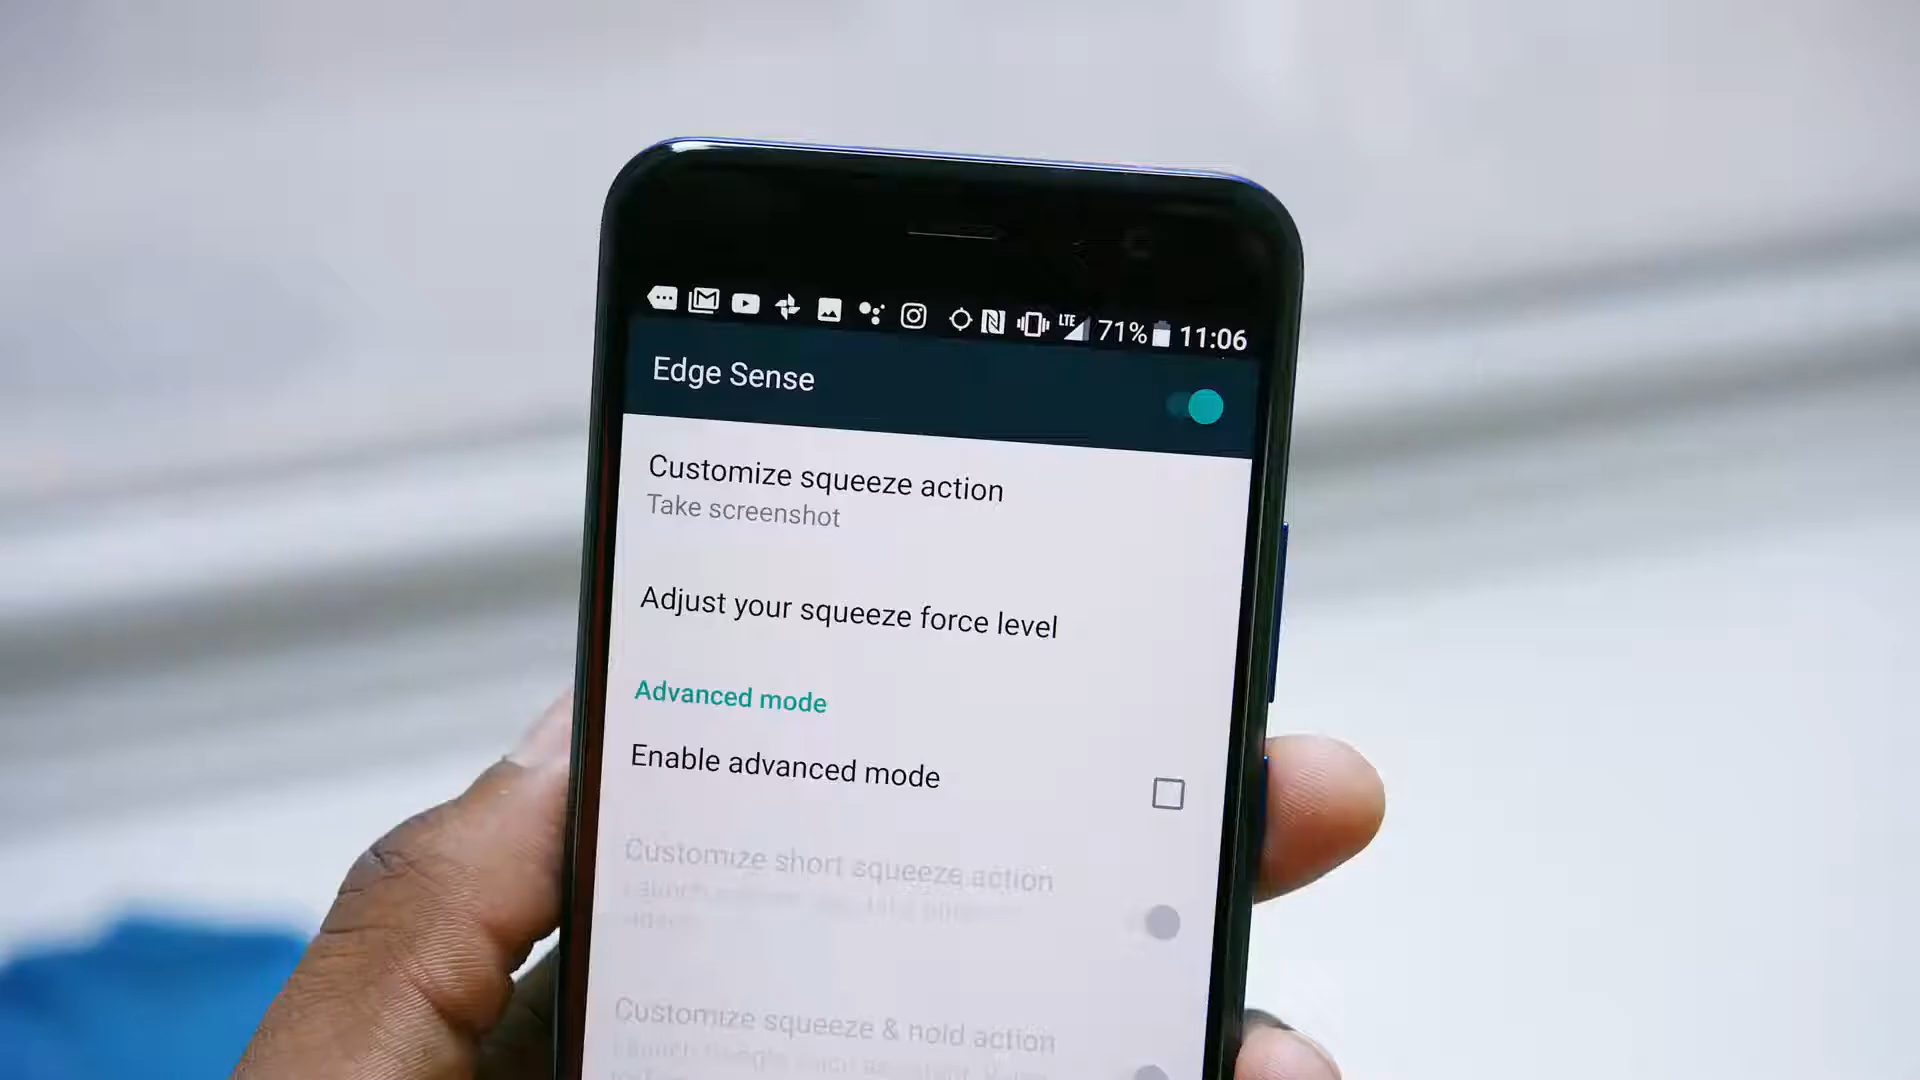 LTE 71% 11:06
Edge Sense
Customize squeeze action
Take screenshot
Adjust your squeeze force level
Advanced mode
Enable advanced mode
Customize short squeeze action
Customize squeeze & hold action